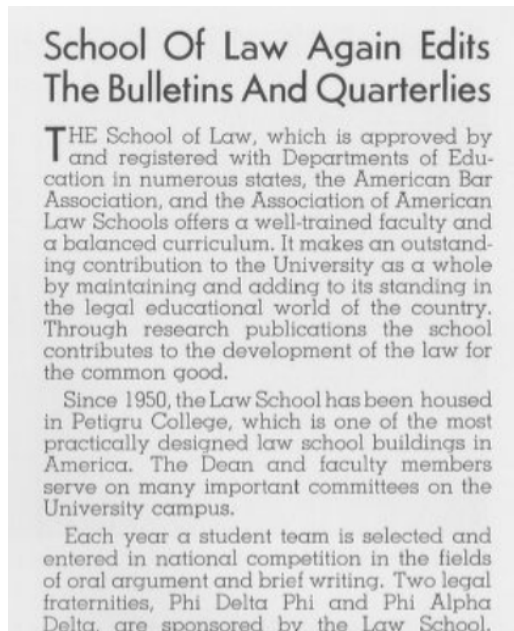 School Of Law Again Edits
The Bulletins And Quarterlies
THE School of Law, which is approved by
and registered with Departments of Edu-
cation in numerous states, the American Bar
Association, and the Association of American
Law Schools offers a well-trained faculty and
a balanced curriculum. It makes an outstand-
ing contribution to the University as a whole
by maintaining and adding to its standing in
the legal educational world of the country.
Through research publications the school
contributes to the development of the law for
the common good.
Since 1950, the Law School has been housed
in Petigru College, which is one of the most
practically designed law school buildings in
America. The Dean and faculty members
serve on many important committees on the
University campus.
Each year a student team is selected and
entered in national competition in the fields
of oral argument and brief writing. Two legal
fraternities, Phi Delta Phi and Phi Alpha
Delta, are sponsored by the Law School.